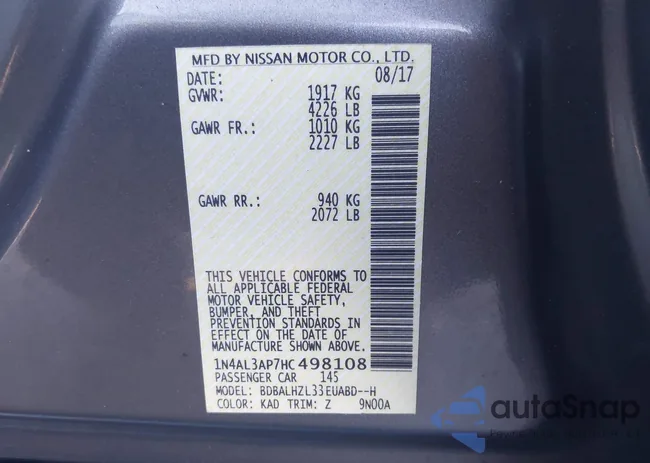 MFD BY NISSAN MOTOR CO., LTD.
DATE: 08/17
GVWR: 1917 KG
4226 LB
GAWR FR.: 1010 KG
2227 LB
GAWR RR.: 940 KG
2072 LB
THIS VEHICLE CONFORMS TO
ALL APPLICABLE FEDERAL
MOTOR VEHICLE SAFETY,
BUMPER, AND THEFT
PREVENTION STANDARDS IN
EFFECT ON THE DATE OF
MANUFACTURE SHOWN ABOVE.
1N4AL3AP7HC498108
PASSENGER CAR 145
MODEL: BDBALHZL33EUABD--H
COLOR: KAD TRIM: Z 9N00A
autoSnap